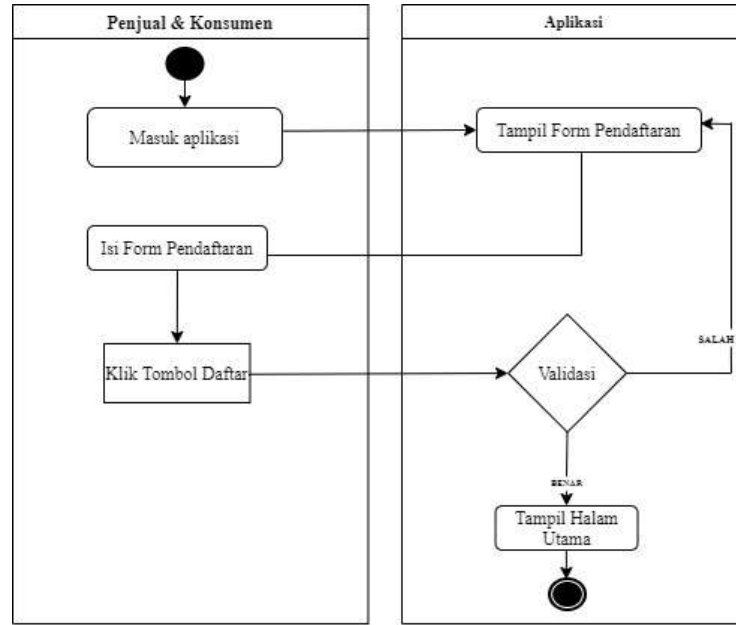 Penjual & Konsumen
Aplikasi
Masuk aplikasi
Tampil Form Pendaftaran
Isi Form Pendaftaran
SALAH
Klik Tombol Daftar
Validasi
BENAR
Tampil Halam
Utama